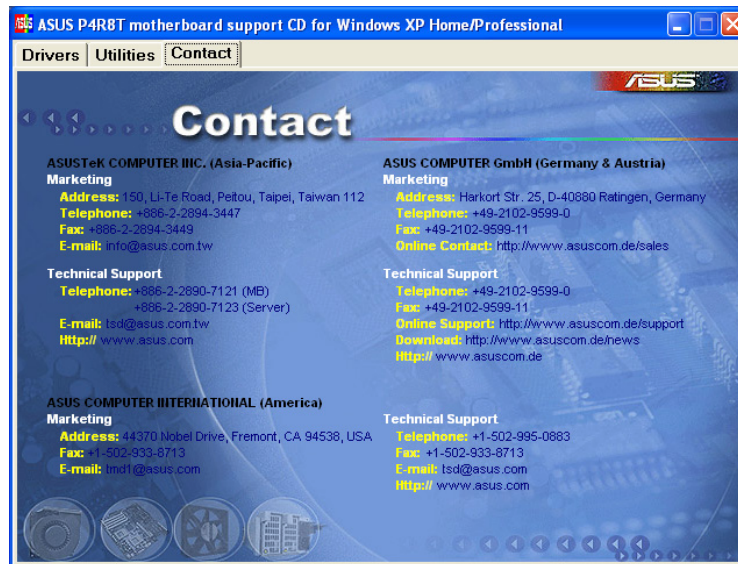 ASUS P4R8T motherboard support CD for Windows XP Home/Professional
Drivers Utilities Contact
ASUS
Contact
ASUSTeK COMPUTER INC. (Asia-Pacific)
Marketing
Address: 150, Li-Te Road, Peitou, Taipei, Taiwan 112
Telephone: +886-2-2894-3447
Fax: +886-2-2894-3449
E-mail: info@asus.com.tw
Technical Support
Telephone: +886-2-2890-7121 (MB)
+886-2-2890-7123 (Server)
E-mail: tsd@asus.com.tw
Http:// www.asus.com
ASUS COMPUTER GmbH (Germany & Austria)
Marketing
Address: Harkort Str. 25, D-40880 Ratingen, Germany
Telephone: +49-2102-9599-0
Fax: +49-2102-9599-11
Online Contact: http://www.asuscom.de/sales
Technical Support
Telephone: +49-2102-9599-0
Fax: +49-2102-9599-11
Online Support: http://www.asuscom.de/support
Download: http://www.asuscom.de/news
Http:// www.asuscom.de
ASUS COMPUTER INTERNATIONAL (America)
Marketing
Address: 44370 Nobel Drive, Fremont, CA 94538, USA
Fax: +1-502-933-8713
E-mail: tmd1@asus.com
Technical Support
Telephone: +1-502-995-0883
Fax: +1-502-933-8713
E-mail: tsd@asus.com
Http:// www.asus.com